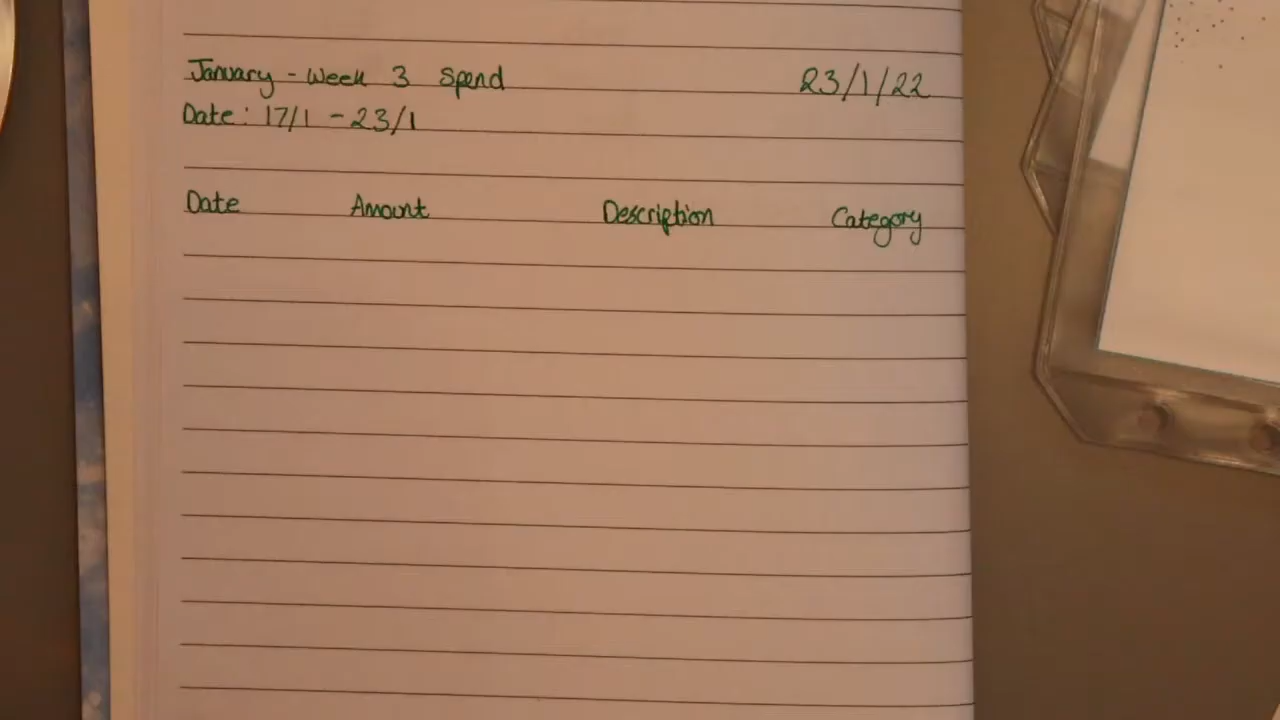 January - Week 3 Spend 23/1/22
Date: 17/1 - 23/1
Date Amount Description Category